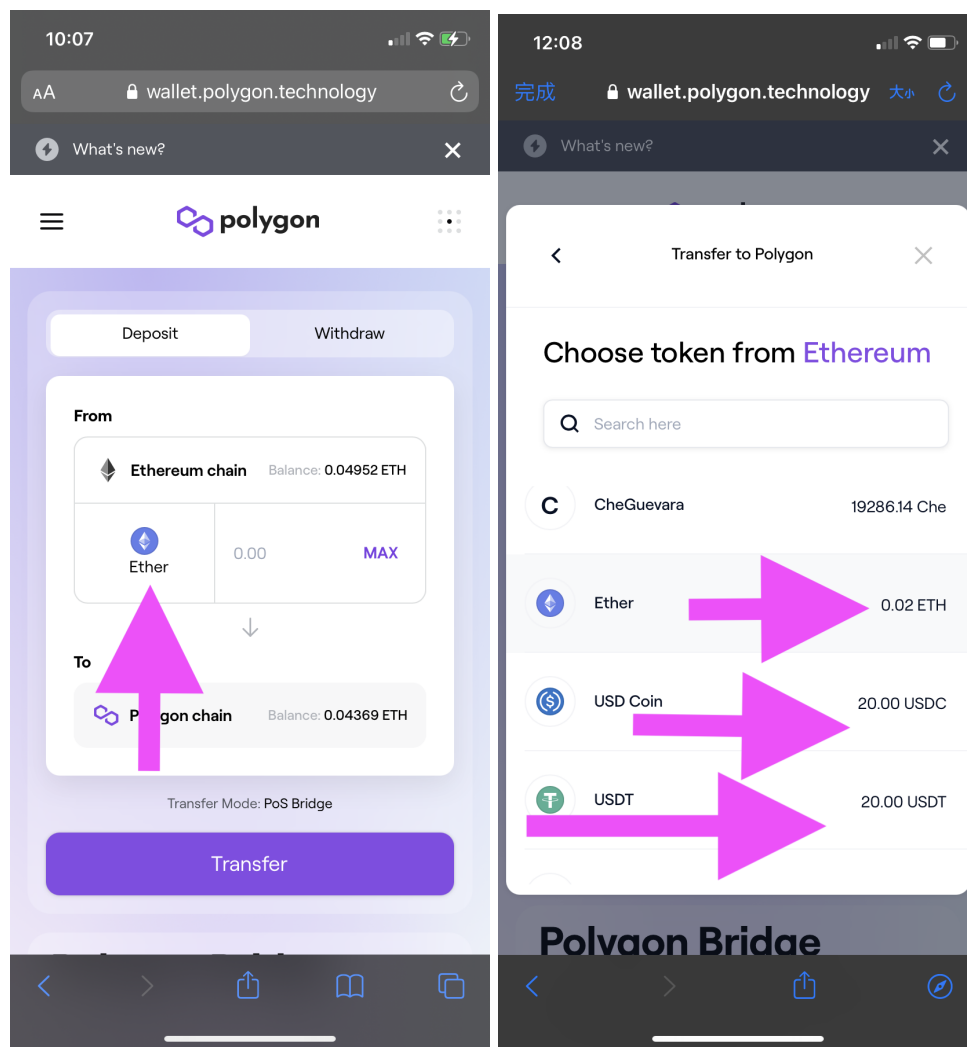 10:07
AA wallet.polygon.technology
What's new?
polygon
Deposit Withdraw
From
Ethereum chain Balance: 0.04952 ETH
Ether
0.00 MAX
To
Polygon chain Balance: 0.04369 ETH
Transfer Mode: PoS Bridge
Transfer
12:08
完成 wallet.polygon.technology 大小
What's new?
Transfer to Polygon
Choose token from Ethereum
Search here
C CheGuevara 19286.14 Che
Ether 0.02 ETH
USD Coin 20.00 USDC
USDT 20.00 USDT
Polygon Bridge